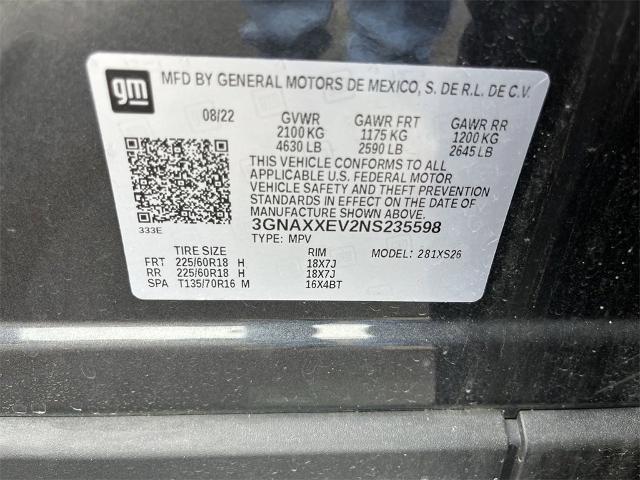 gm
MFD BY GENERAL MOTORS DE MEXICO, S. DE R.L. DE C.V.
08/22 GVWR GAWR FRT GAWR RR
2100 KG 1175 KG 1200 KG
4630 LB 2590 LB 2645 LB
THIS VEHICLE CONFORMS TO ALL
APPLICABLE U.S. FEDERAL MOTOR
VEHICLE SAFETY AND THEFT PREVENTION
STANDARDS IN EFFECT ON THE DATE OF
MANUFACTURE SHOWN ABOVE.
333E 3GNAXXEV2NS235598
TYPE: MPV MODEL: 281XS26
TIRE SIZE RIM
FRT 225/60R18 H 18X7J
RR 225/60R18 H 18X7J
SPA T135/70R16 M 16X4BT